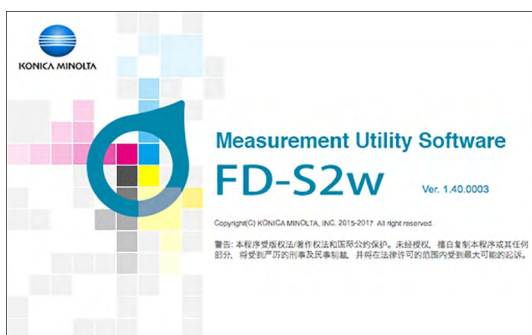 KONICA MINOLTA
Measurement Utility Software
FD-S2w
Ver. 1.40.0003
Copyright(C) KONICA MINOLTA, INC. 2015-2017 All right reserved.
警告: 本程序受版权法/著作权法和国际公约保护。未经授权，擅自复制本程序或其任何
部分，将受到严厉的刑事及民事制裁，并将在法律许可的范围内受到最大可能的起诉。